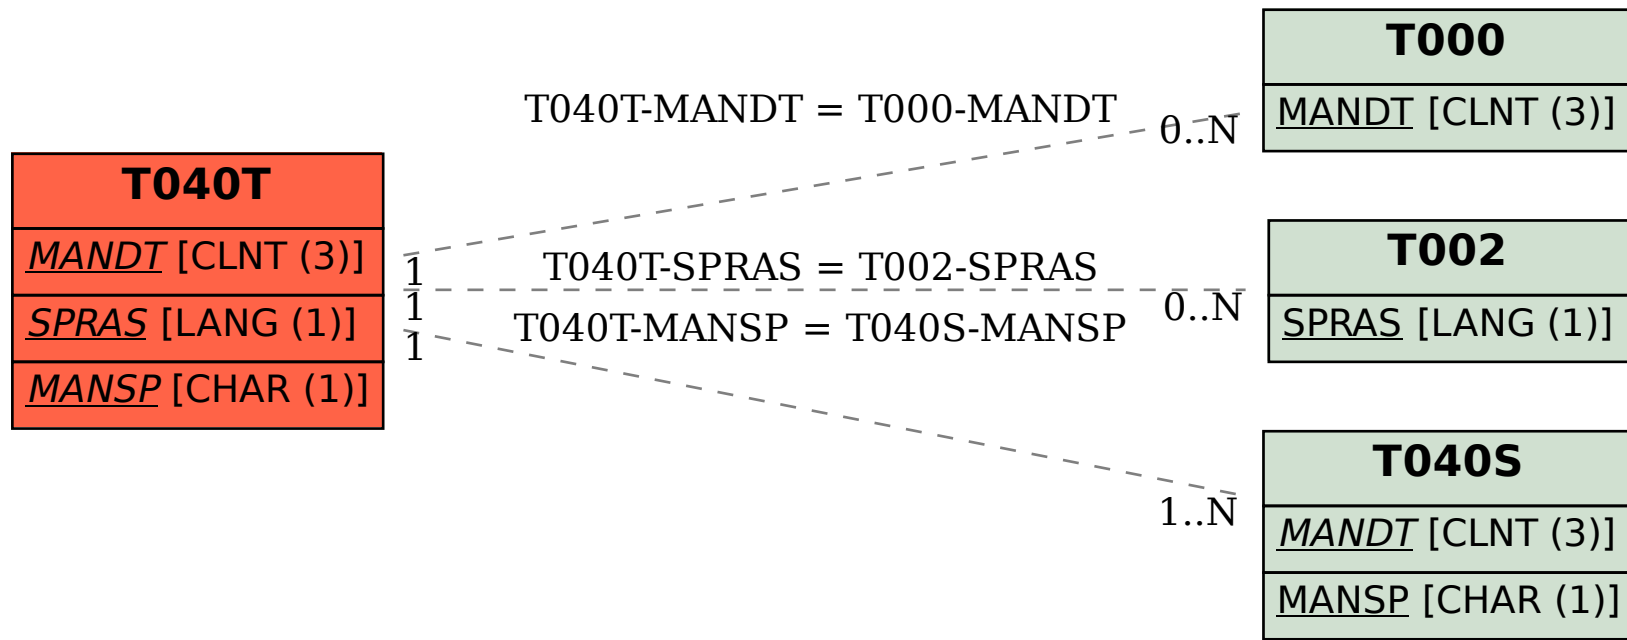 T040T
MANDT [CLNT (3)]
SPRAS [LANG (1)]
MANSP [CHAR (1)]
T040T-MANDT = T000-MANDT
1
0..N
T040T-SPRAS = T002-SPRAS
1
0..N
T040T-MANSP = T040S-MANSP
1
1..N
T000
MANDT [CLNT (3)]
T002
SPRAS [LANG (1)]
T040S
MANDT [CLNT (3)]
MANSP [CHAR (1)]